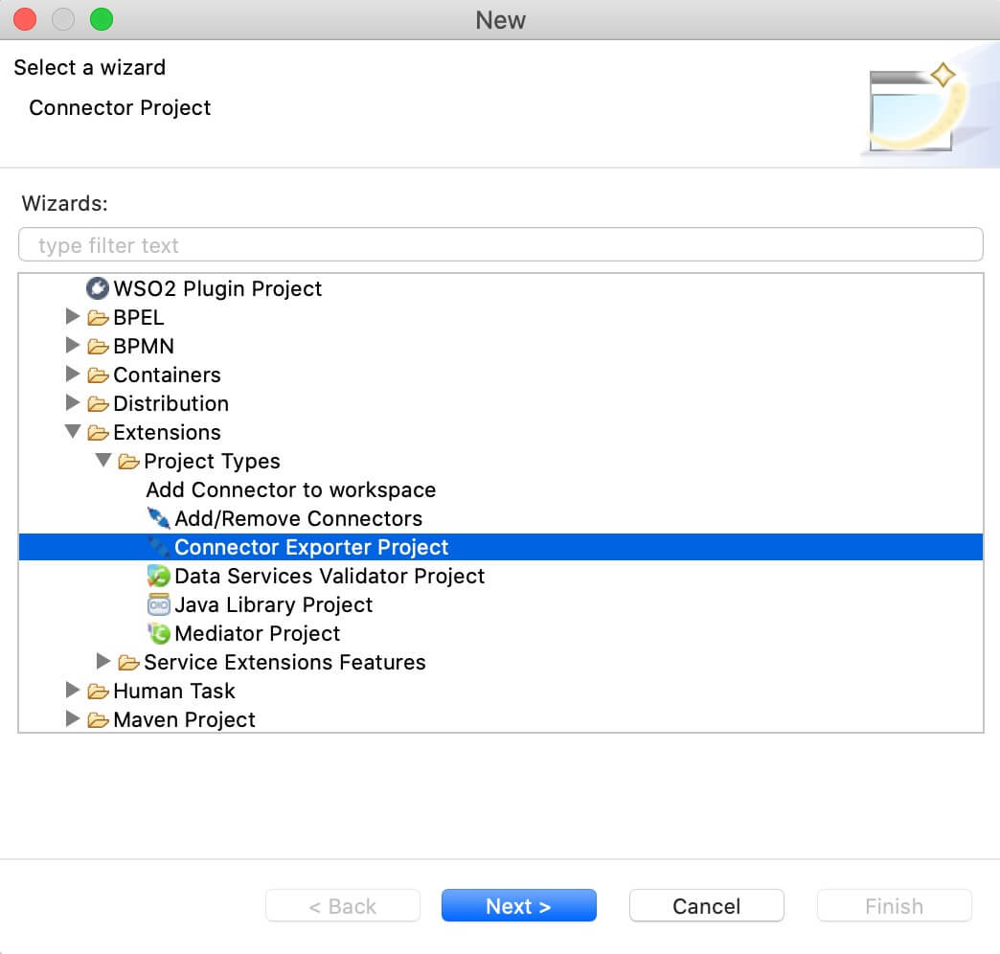 New
Select a wizard
Connector Project
Wizards:
type filter text
WSO2 Plugin Project
BPEL
BPMN
Containers
Distribution
Extensions
Project Types
Add Connector to workspace
Add/Remove Connectors
Connector Exporter Project
Data Services Validator Project
Java Library Project
Mediator Project
Service Extensions Features
Human Task
Maven Project
< Back
Next >
Cancel
Finish